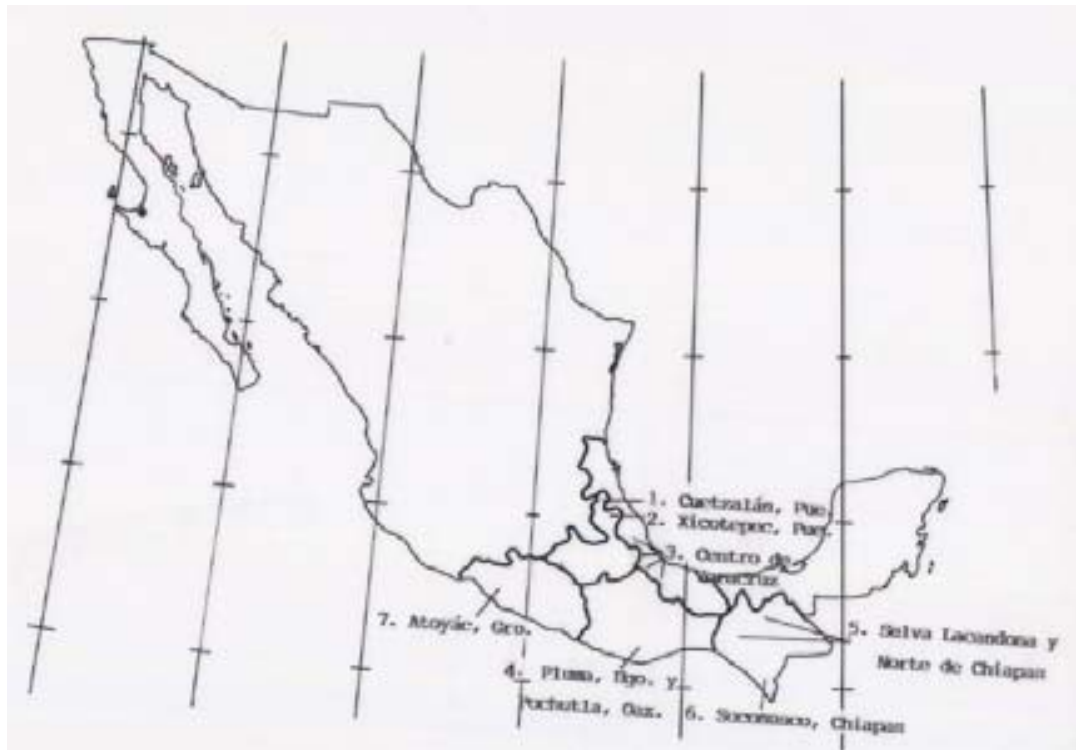 1. Cuetzalán, Pue.
2. Xicotepec, Pue.
3. Centro de
Veracruz
7. Atoyác, Gro.
5. Selva Lacandona y
Norte de Chiapas
4. Pluma, Hgo. y
Pochutla, Oax.
6. Soconusco, Chiapas